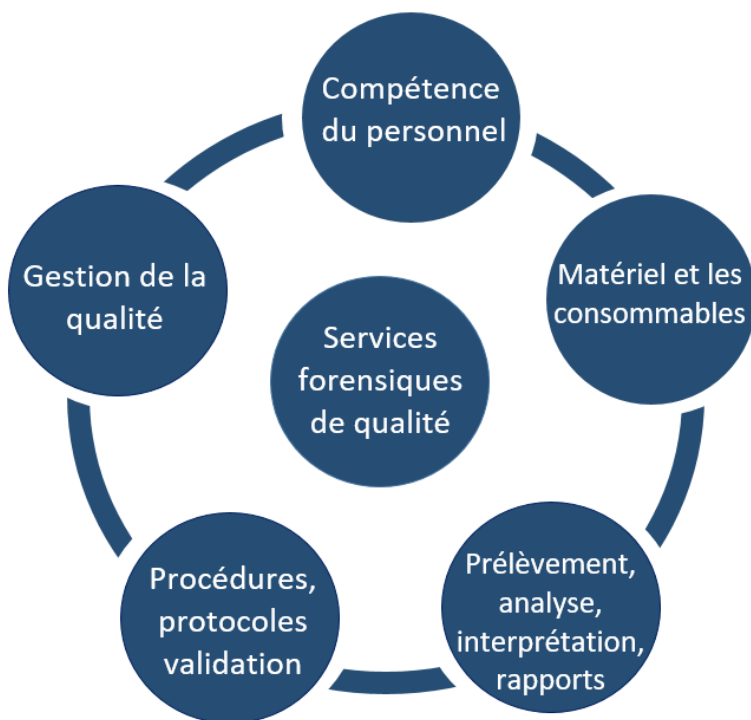 Compétence
du personnel
Matériel et les
consommables
Prélèvement,
analyse,
interprétation,
rapports
Procédures,
protocoles
validation
Gestion de la
qualité
Services
forensiques
de qualité